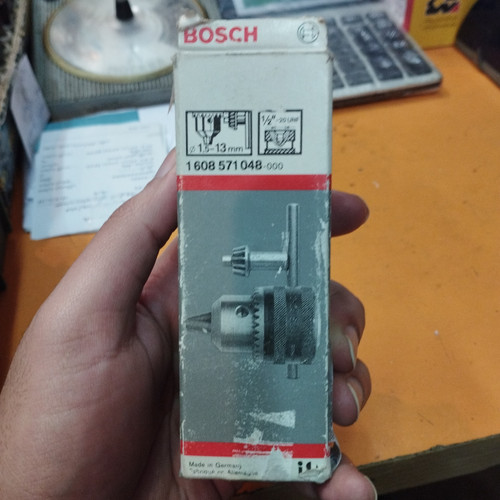 BOSCH
1/2"-20 UNF
Ø 1,5-13 mm
1 608 571 048-000
Made in Germany